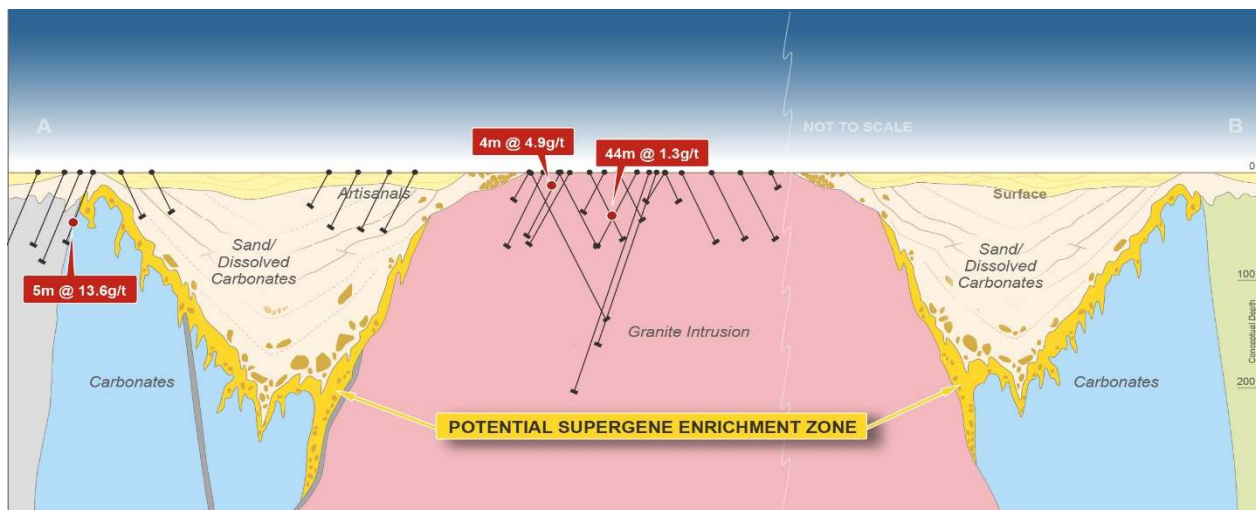 A
NOT TO SCALE
B
4m @ 4.9g/t
44m @ 1.3g/t
0
Artisanals
Surface
Sand/
Dissolved
Carbonates
Sand/
Dissolved
Carbonates
5m @ 13.6g/t
100
Conceptual Depth
Granite Intrusion
Carbonates
Carbonates
200
POTENTIAL SUPERGENE ENRICHMENT ZONE